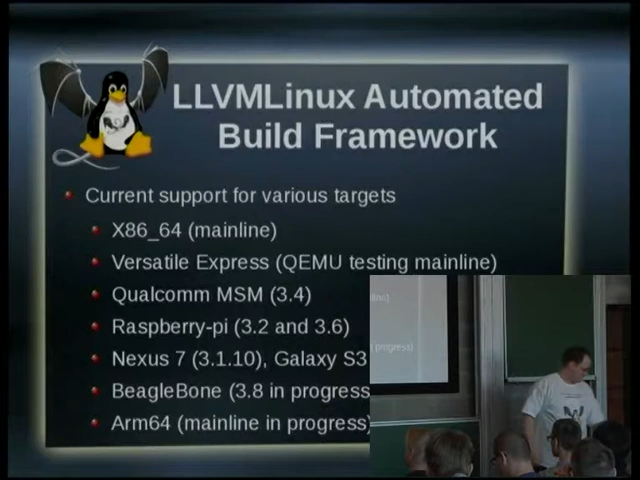 LLVMLinux Automated
Build Framework
Current support for various targets
X86_64 (mainline)
Versatile Express (QEMU testing mainline)
Qualcomm MSM (3.4)
Raspberry-pi (3.2 and 3.6)
Nexus 7 (3.1.10), Galaxy S3
BeagleBone (3.8 in progress
Arm64 (mainline in progress)
progress)